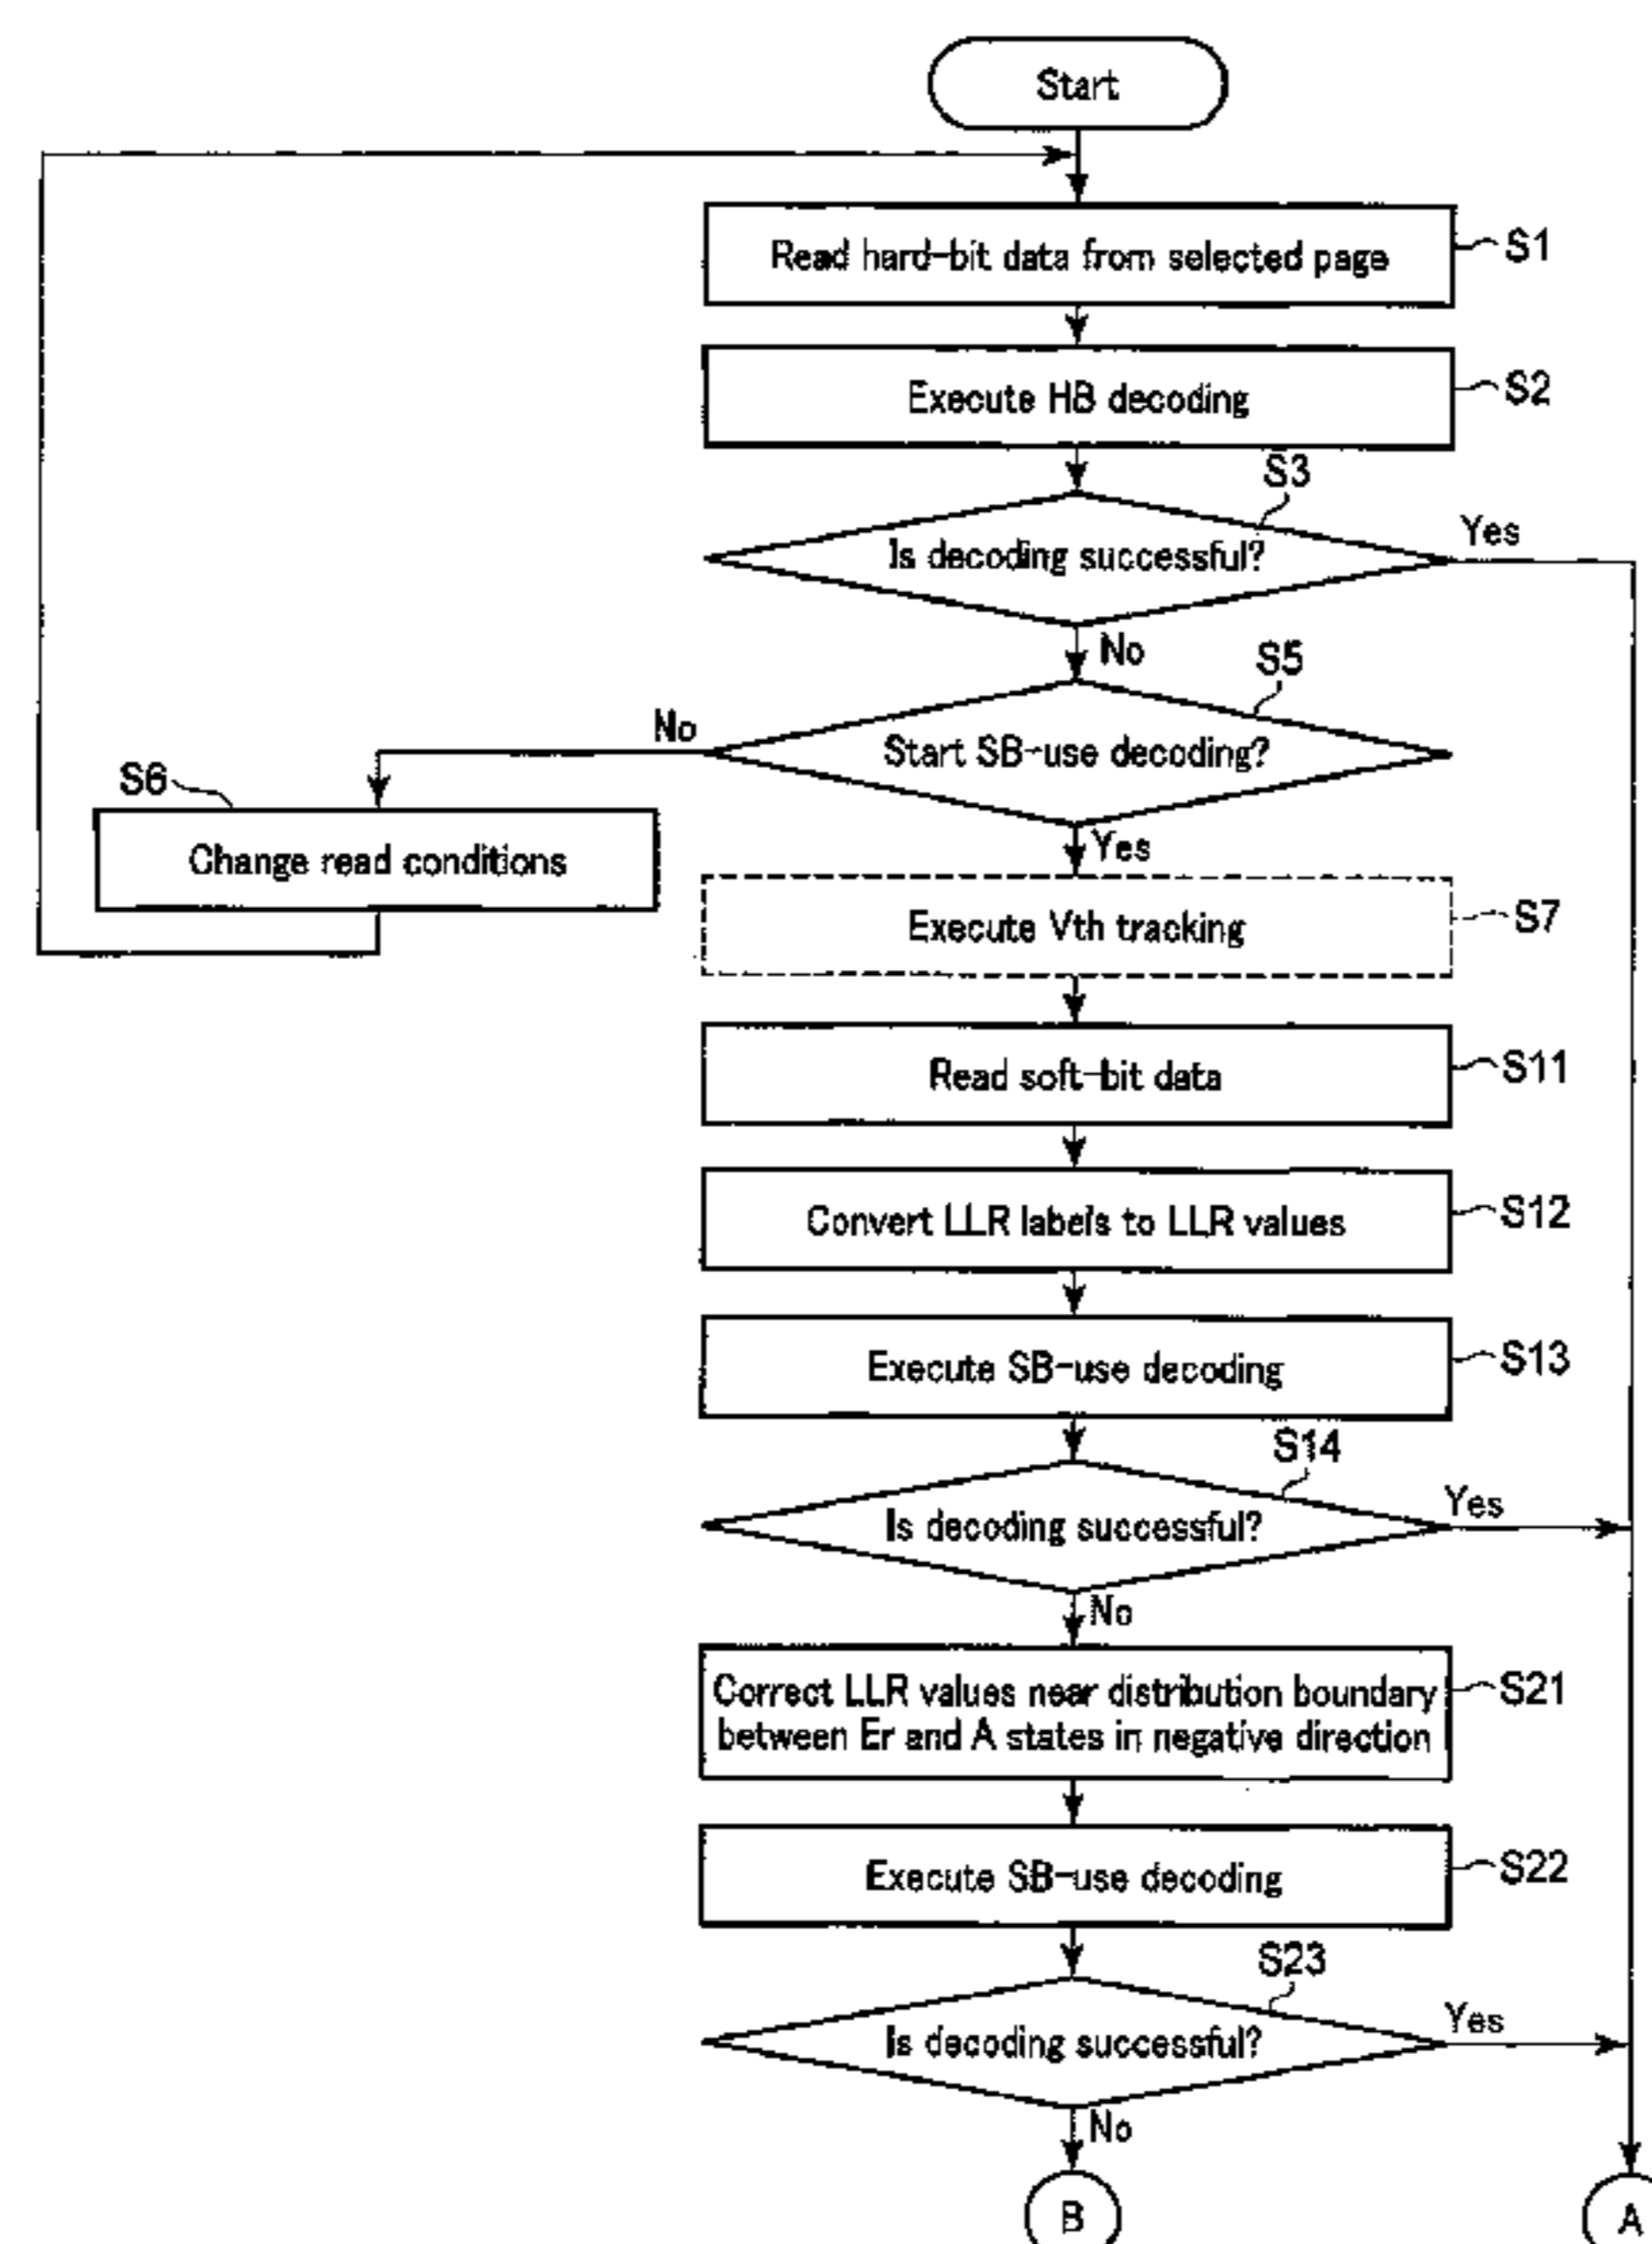 Start
Read hard-bit data from selected page
S1
Execute HB decoding
S2
S3
Is decoding successful?
Yes
No
S5
Start SB-use decoding?
No
S6
Yes
Change read conditions
Execute Vth tracking
S7
Read soft-bit data
S11
Convert LLR labels to LLR values
S12
Execute SB-use decoding
S13
S14
Is decoding successful?
Yes
No
Correct LLR values near distribution boundary
between Er and A states in negative direction
S21
Execute SB-use decoding
S22
S23
Is decoding successful?
Yes
No
B
A